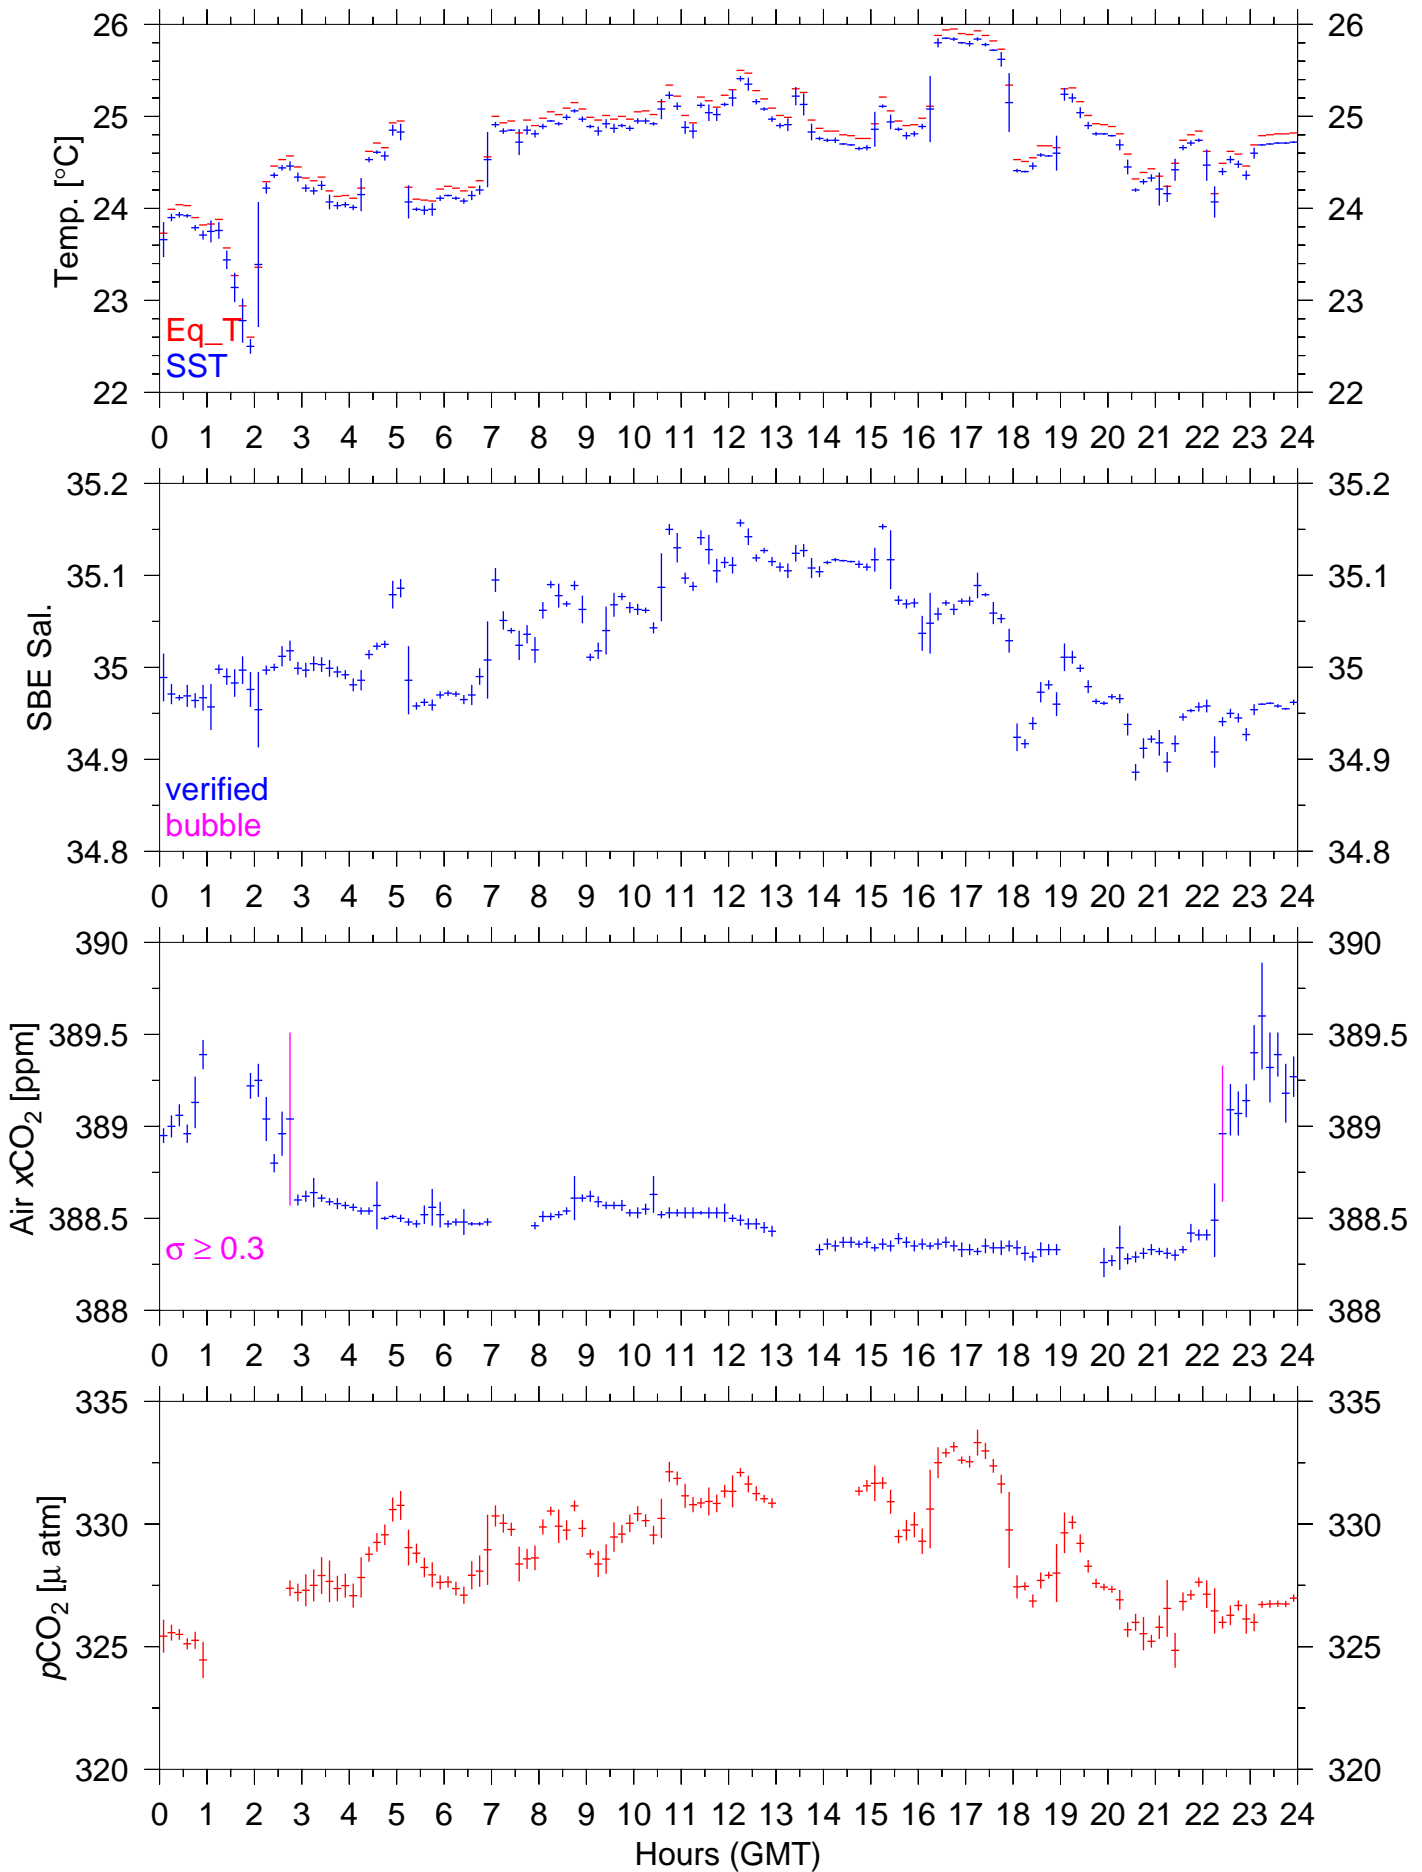 26 26
25 25
24 24
23 23
22 22
Temp. [°C]
Eq_T
SST
0 1 2 3 4 5 6 7 8 9 10 11 12 13 14 15 16 17 18 19 20 21 22 23 24
35.2 35.2
35.1 35.1
35 35
34.9 34.9
34.8 34.8
SBE Sal.
verified
bubble
0 1 2 3 4 5 6 7 8 9 10 11 12 13 14 15 16 17 18 19 20 21 22 23 24
390 390
389.5 389.5
389 389
388.5 388.5
388 388
Air xCO₂ [ppm]
σ ≥ 0.3
0 1 2 3 4 5 6 7 8 9 10 11 12 13 14 15 16 17 18 19 20 21 22 23 24
335 335
330 330
325 325
320 320
pCO₂ [μ atm]
0 1 2 3 4 5 6 7 8 9 10 11 12 13 14 15 16 17 18 19 20 21 22 23 24
Hours (GMT)